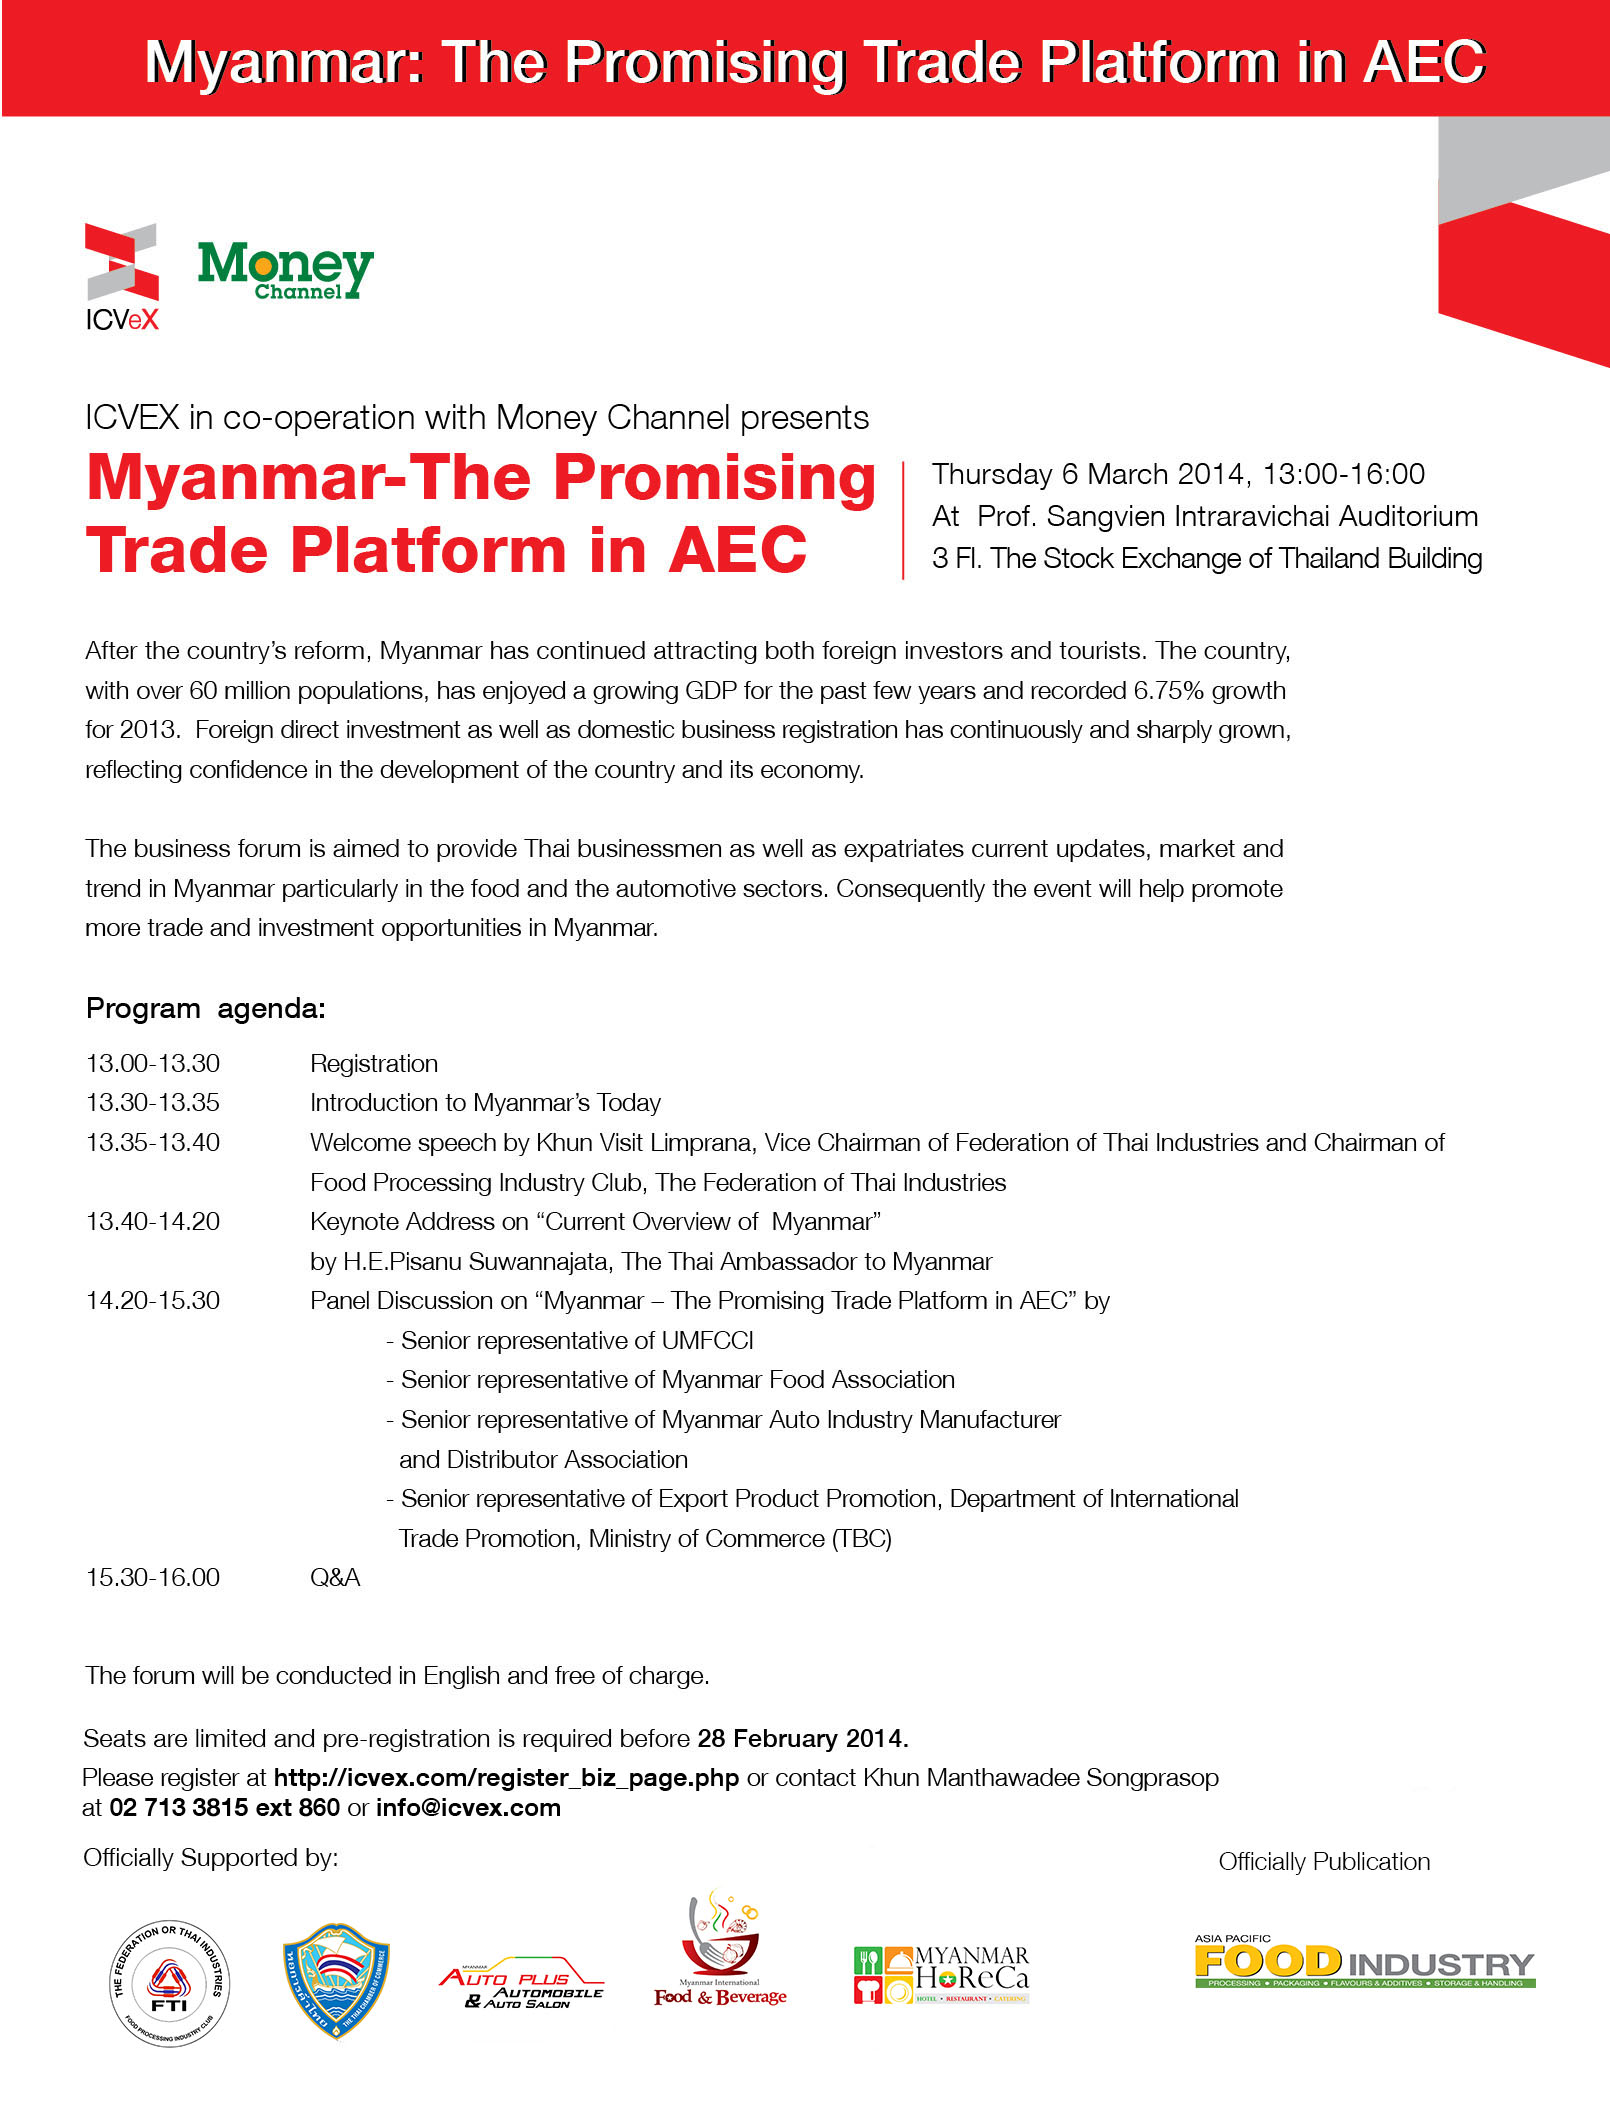 Myanmar: The Promising Trade Platform in AEC
ICVeX
Money
Channel
ICVEX in co-operation with Money Channel presents
Myanmar-The Promising
Trade Platform in AEC
Thursday 6 March 2014, 13:00-16:00
At Prof. Sangvien Intraravichai Auditorium
3 Fl. The Stock Exchange of Thailand Building
After the country’s reform, Myanmar has continued attracting both foreign investors and tourists. The country,
with over 60 million populations, has enjoyed a growing GDP for the past few years and recorded 6.75% growth
for 2013. Foreign direct investment as well as domestic business registration has continuously and sharply grown,
reflecting confidence in the development of the country and its economy.
The business forum is aimed to provide Thai businessmen as well as expatriates current updates, market and
trend in Myanmar particularly in the food and the automotive sectors. Consequently the event will help promote
more trade and investment opportunities in Myanmar.
Program agenda:
13.00-13.30 Registration
13.30-13.35 Introduction to Myanmar’s Today
13.35-13.40 Welcome speech by Khun Visit Limprana, Vice Chairman of Federation of Thai Industries and Chairman of
Food Processing Industry Club, The Federation of Thai Industries
13.40-14.20 Keynote Address on “Current Overview of Myanmar”
by H.E.Pisanu Suwannajata, The Thai Ambassador to Myanmar
14.20-15.30 Panel Discussion on “Myanmar – The Promising Trade Platform in AEC” by
- Senior representative of UMFCCI
- Senior representative of Myanmar Food Association
- Senior representative of Myanmar Auto Industry Manufacturer
and Distributor Association
- Senior representative of Export Product Promotion, Department of International
Trade Promotion, Ministry of Commerce (TBC)
15.30-16.00 Q&A
The forum will be conducted in English and free of charge.
Seats are limited and pre-registration is required before 28 February 2014.
Please register at http://icvex.com/register_biz_page.php or contact Khun Manthawadee Songprasop
at 02 713 3815 ext 860 or info@icvex.com
Officially Supported by:
Officially Publication
THE FEDERATION OR THAI INDUSTRIES
FTI
FOOD PROCESSING INDUSTRY CLUB
หอการค้าไทย
THE THAI CHAMBER OF COMMERCE
MYANMAR
AUTO PLUS
AUTOMOBILE
& AUTO SALON
Myanmar International
Food & Beverage
MYANMAR
HoReCa
HOTEL • RESTAURANT • CATERING
ASIA PACIFIC
FOOD INDUSTRY
PROCESSING • PACKAGING • FLAVOURS & ADDITIVES • STORAGE & HANDLING